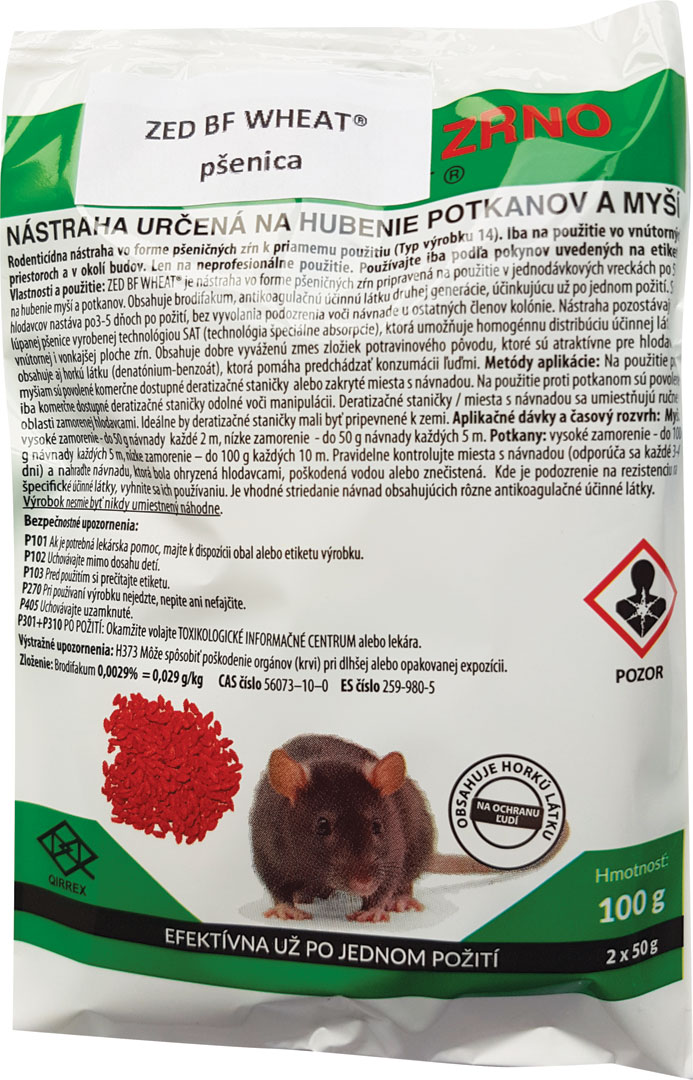 ZED BF WHEAT®
pšenica
ZRNO
®
NÁSTRAHA URČENÁ NA HUBENIE POTKANOV A MYŠÍ
Rodenticídna nástraha vo forme pšeničných zŕn k priamemu použitiu (Typ výrobku 14). Iba na použitie vo vnútorný
priestoroch a v okolí budov. Len na neprofesionálne použitie. Používajte iba podľa pokynov uvedených na etike
Vlastnosti a použitie: ZED BF WHEAT® je nástraha vo forme pšeničných zŕn pripravená na použitie v jednodávkových vreckách po 5
na hubenie myší a potkanov. Obsahuje brodifakum, antikoagulačnú účinnú látku druhej generácie, účinkujúcu už po jednom požití. S
hlodavcov nastáva po3-5 dňoch po požití, bez vyvolania podozrenia voči návnade u ostatných členov kolónie. Nástraha pozostávaj
lúpanej pšenice vyrobenej technológiou SAT (technológia špeciálne absorpcie), ktorá umožňuje homogénnu distribúciu účinnej lát
vnútornej i vonkajšej ploche zŕn. Obsahuje dobre vyváženú zmes zložiek potravinového pôvodu, ktoré sú atraktívne pre hlodav
obsahuje aj horkú látku (denatónium-benzoát), ktorá pomáha predchádzať konzumácii ľuďmi. Metódy aplikácie: Na použitie p
myšiam sú povolené komerčne dostupné deratizačné staničky alebo zakryté miesta s návnadou. Na použitie proti potkanom sú povolen
iba komerčne dostupné deratizačné staničky odolné voči manipulácii. Deratizačné staničky / miesta s návnadou sa umiestňujú ručne
oblasti zamorenej hlodavcami. Ideálne by deratizačné staničky mali byť pripevnené k zemi. Aplikačné dávky a časový rozvrh: Myš
vysoké zamorenie - do 50 g návnady každé 2 m, nízke zamorenie - do 50 g návnady každých 5 m. Potkany: vysoké zamorenie - do 100
g návnady každých 5 m, nízke zamorenie – do 100 g každých 10 m. Pravidelne kontrolujte miesta s návnadou (odporúča sa každé 3-4
dni) a nahraďte návnadu, ktorá bola ohryzená hlodavcami, poškodená vodou alebo znečistená. Kde je podozrenie na rezistenciu
špecifické účinné látky, vyhnite sa ich používaniu. Je vhodné striedanie návnad obsahujúcich rôzne antikoagulačné účinné látky.
Výrobok nesmie byť nikdy umiestnený náhodne.
Bezpečnostné upozornenia:
P101 Ak je potrebná lekárska pomoc, majte k dispozícii obal alebo etiketu výrobku.
P102 Uchovávajte mimo dosahu detí.
P103 Pred použitím si prečítajte etiketu.
P270 Pri používaní výrobku nejedzte, nepite ani nefajčite.
P405 Uchovávajte uzamknuté.
P301+P310 PO POŽITÍ: Okamžite volajte TOXIKOLOGICKÉ INFORMAČNÉ CENTRUM alebo lekára.
Výstražné upozornenia: H373 Môže spôsobiť poškodenie orgánov (krvi) pri dlhšej alebo opakovanej expozícii.
Zloženie: Brodifakum 0,0029% = 0,029 g/kg CAS číslo 56073–10–0 ES číslo 259-980-5
POZOR
OBSAHUJE HORKÚ LÁTKU
NA OCHRANU
ĽUDÍ
QIRREX
Hmotnosť:
100 g
2 x 50 g
EFEKTÍVNA UŽ PO JEDNOM POŽITÍ